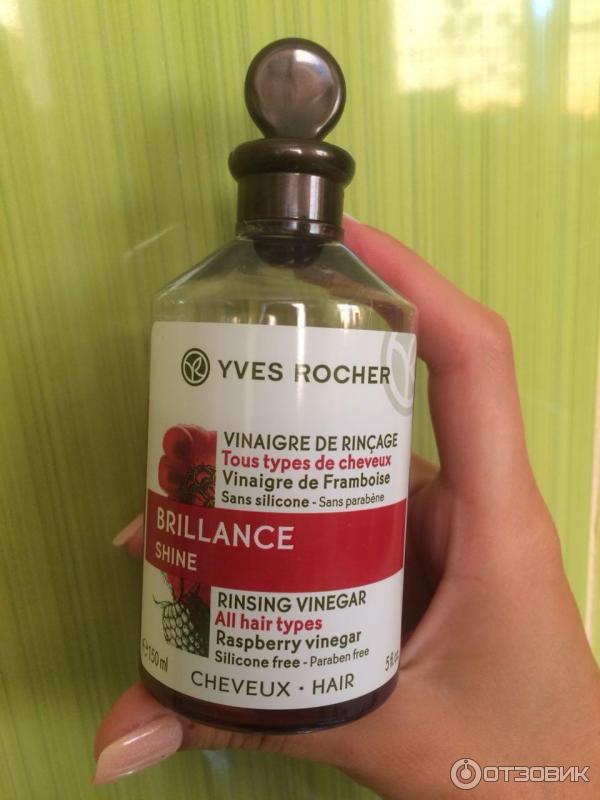 YVES ROCHER
VINAIGRE DE RINÇAGE
Tous types de cheveux
Vinaigre de Framboise
Sans silicone - Sans parabène
BRILLANCE
SHINE
RINSING VINEGAR
All hair types
Raspberry vinegar
Silicone free - Paraben free
150 ml
CHEVEUX · HAIR
ОТЗОВИК